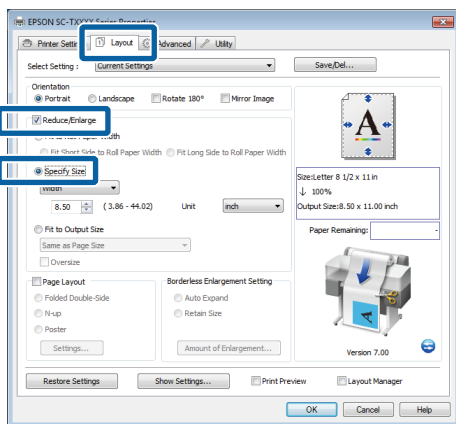 EPSON SC-TXXXX Series Properties
Printer Settin Layout Advanced Utility
Select Setting : Current Settings Save/Del...
Orientation
Portrait Landscape Rotate 180° Mirror Image
Reduce/Enlarge
Width
Fit Short Side to Roll Paper Width Fit Long Side to Roll Paper Width
Specify Size
Width
8.50 (3.86 - 44.02) Unit inch
Fit to Output Size
Same as Page Size
Oversize
A
Size:Letter 8 1/2 x 11 in
↓ 100%
Output Size:8.50 x 11.00 inch
Paper Remaining: -
Page Layout
Folded Double-Side
N-up
Poster
Settings...
Borderless Enlargement Setting
Auto Expand
Retain Size
Amount of Enlargement...
Version 7.00
Restore Settings Show Settings... Print Preview Layout Manager
OK Cancel Help